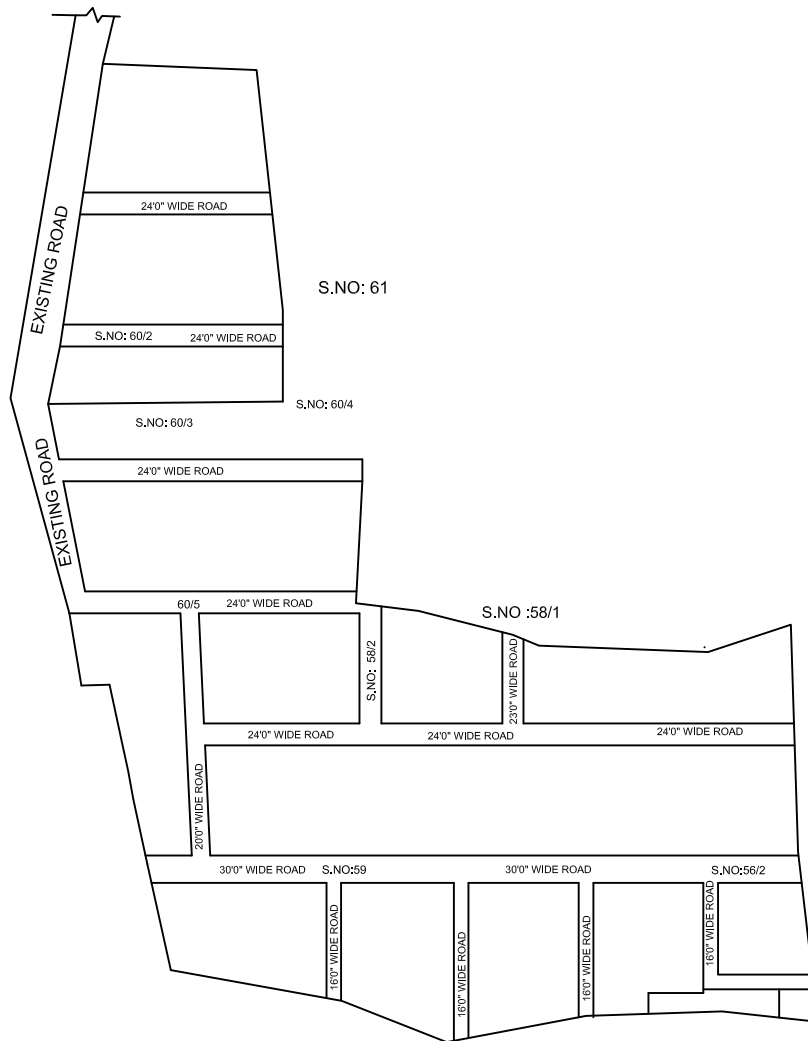 24'0" WIDE ROAD
EXISTING ROAD
S.NO: 61
S.NO: 60/2
24'0" WIDE ROAD
S.NO: 60/4
S.NO: 60/3
24'0" WIDE ROAD
EXISTING ROAD
60/5
24'0" WIDE ROAD
S.NO :58/1
S.NO: 58/2
23'0" WIDE ROAD
24'0" WIDE ROAD
24'0" WIDE ROAD
24'0" WIDE ROAD
20'0" WIDE ROAD
30'0" WIDE ROAD
S.NO:59
30'0" WIDE ROAD
S.NO:56/2
16'0" WIDE ROAD
16'0" WIDE ROAD
16'0" WIDE ROAD
16'0" WIDE ROAD